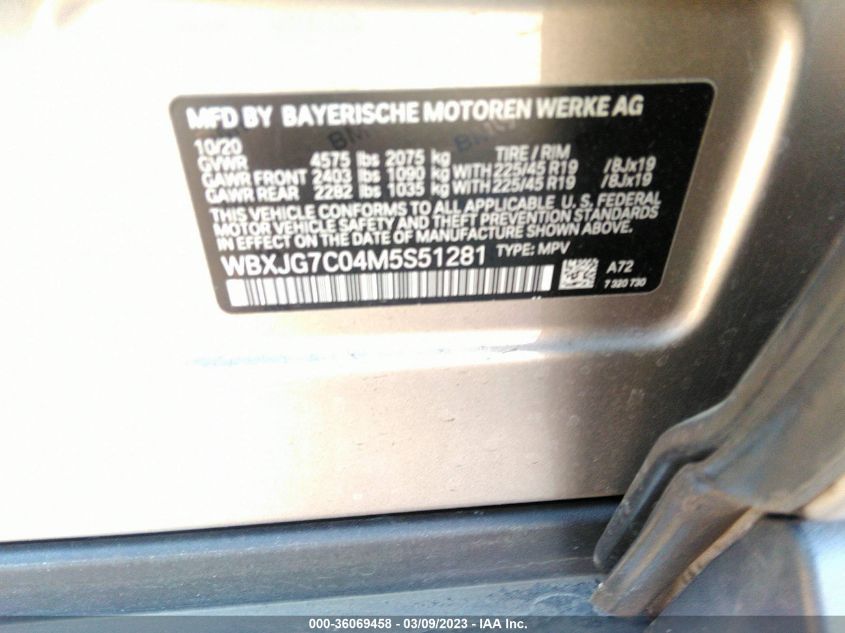 MFD BY BAYERISCHE MOTOREN WERKE AG
10/20
GVWR 4575 lbs 2075 kg TIRE / RIM
GAWR FRONT 2403 lbs 1090 kg WITH 225/45 R19 /8Jx19
GAWR REAR 2282 lbs 1035 kg WITH 225/45 R19 /8Jx19
THIS VEHICLE CONFORMS TO ALL APPLICABLE U. S. FEDERAL
MOTOR VEHICLE SAFETY AND THEFT PREVENTION STANDARDS
IN EFFECT ON THE DATE OF MANUFACTURE SHOWN ABOVE.
WBXJG7C04M5S51281 TYPE: MPV
A72
7 320 730
000-36069458 - 03/09/2023 - IAA Inc.